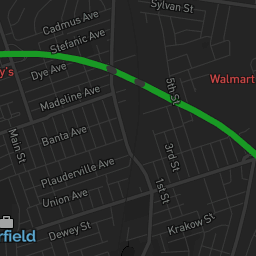 Sylvan St
Cadmus Ave
Stefanic Ave
Dye Ave
y's
Walmart
5th St
Madeline Ave
Main St
Banta Ave
3rd St
Plauderville Ave
1st St
Union Ave
Krakow St
Dewey St
rfield